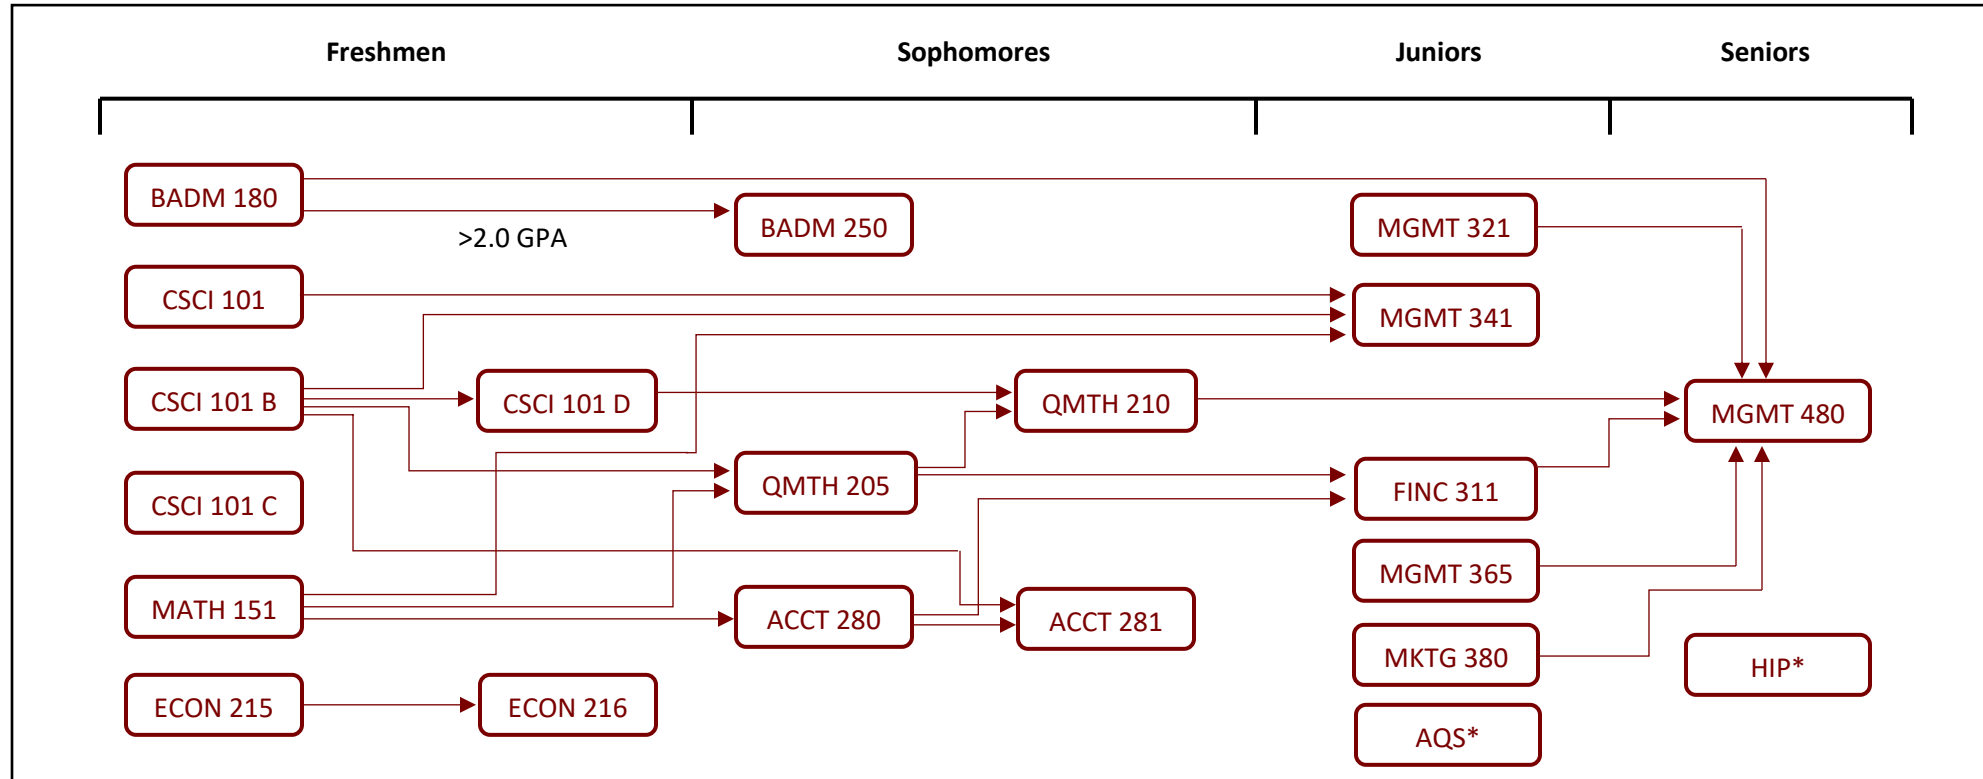 Freshmen
Sophomores
Juniors
Seniors
BADM 180
>2.0 GPA
BADM 250
MGMT 321
CSCI 101
MGMT 341
CSCI 101 B
CSCI 101 D
QMTH 210
MGMT 480
CSCI 101 C
QMTH 205
FINC 311
MGMT 365
MATH 151
ACCT 280
ACCT 281
MKTG 380
HIP*
ECON 215
ECON 216
AQS*